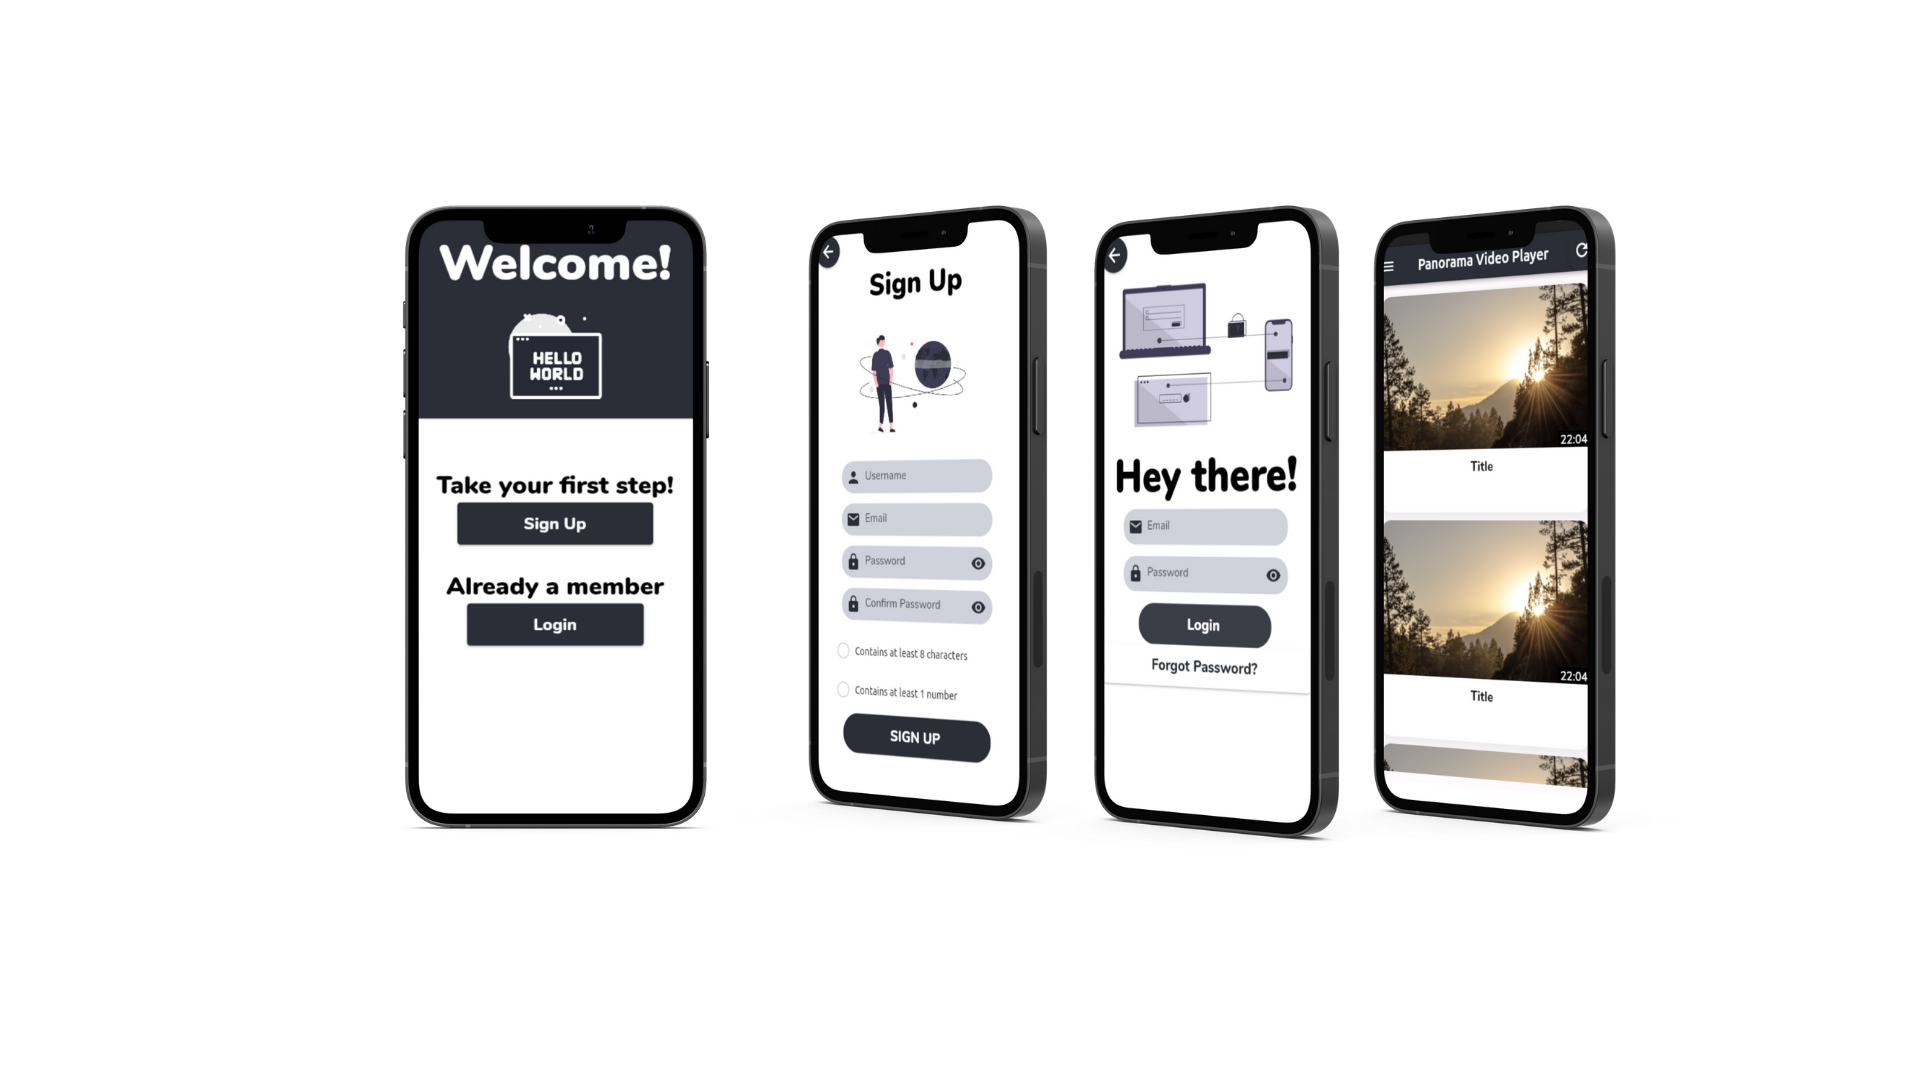 Welcome!
HELLO
WORLD
Take your first step!
Sign Up
Already a member
Login
Sign Up
Username
Email
Password
Confirm Password
Contains at least 8 characters
Contains at least 1 number
SIGN UP
Hey there!
Email
Password
Login
Forgot Password?
Panorama Video Player
22:04
Title
22:04
Title